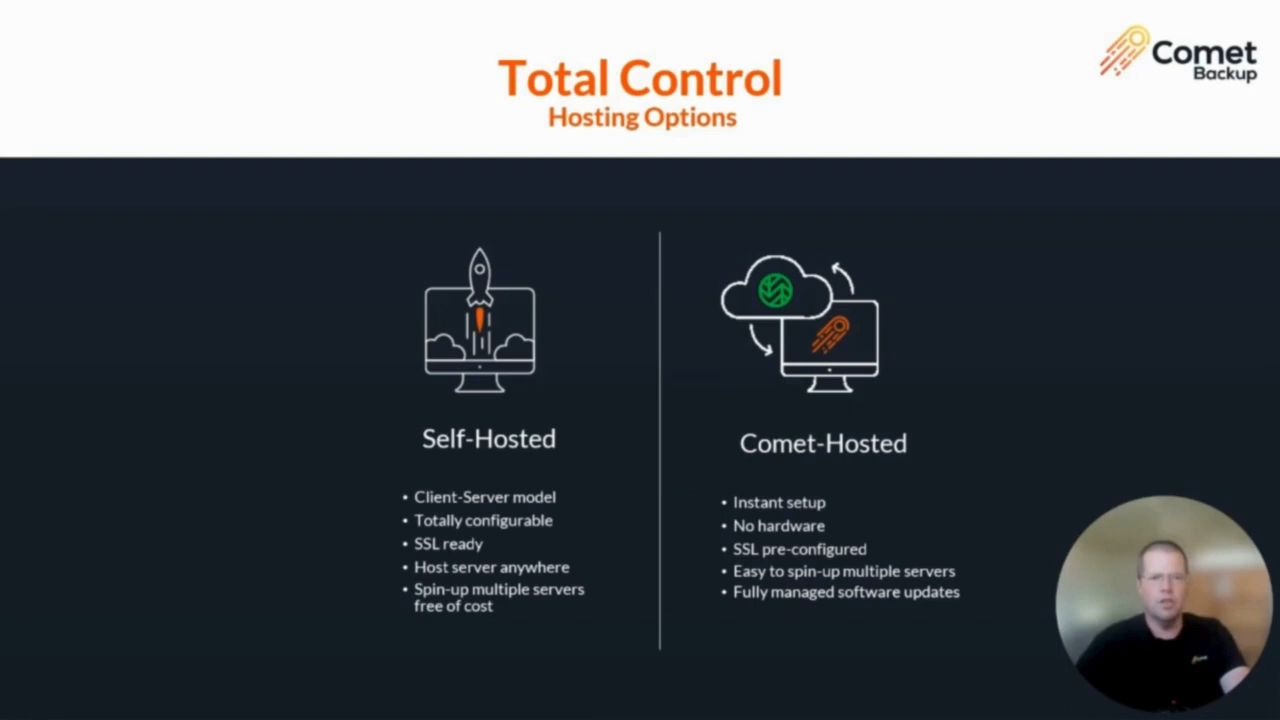 Total Control
Hosting Options
Comet
Backup
Self-Hosted
• Client-Server model
• Totally configurable
• SSL ready
• Host server anywhere
• Spin-up multiple servers
free of cost
Comet-Hosted
• Instant setup
• No hardware
• SSL pre-configured
• Easy to spin-up multiple servers
• Fully managed software updates